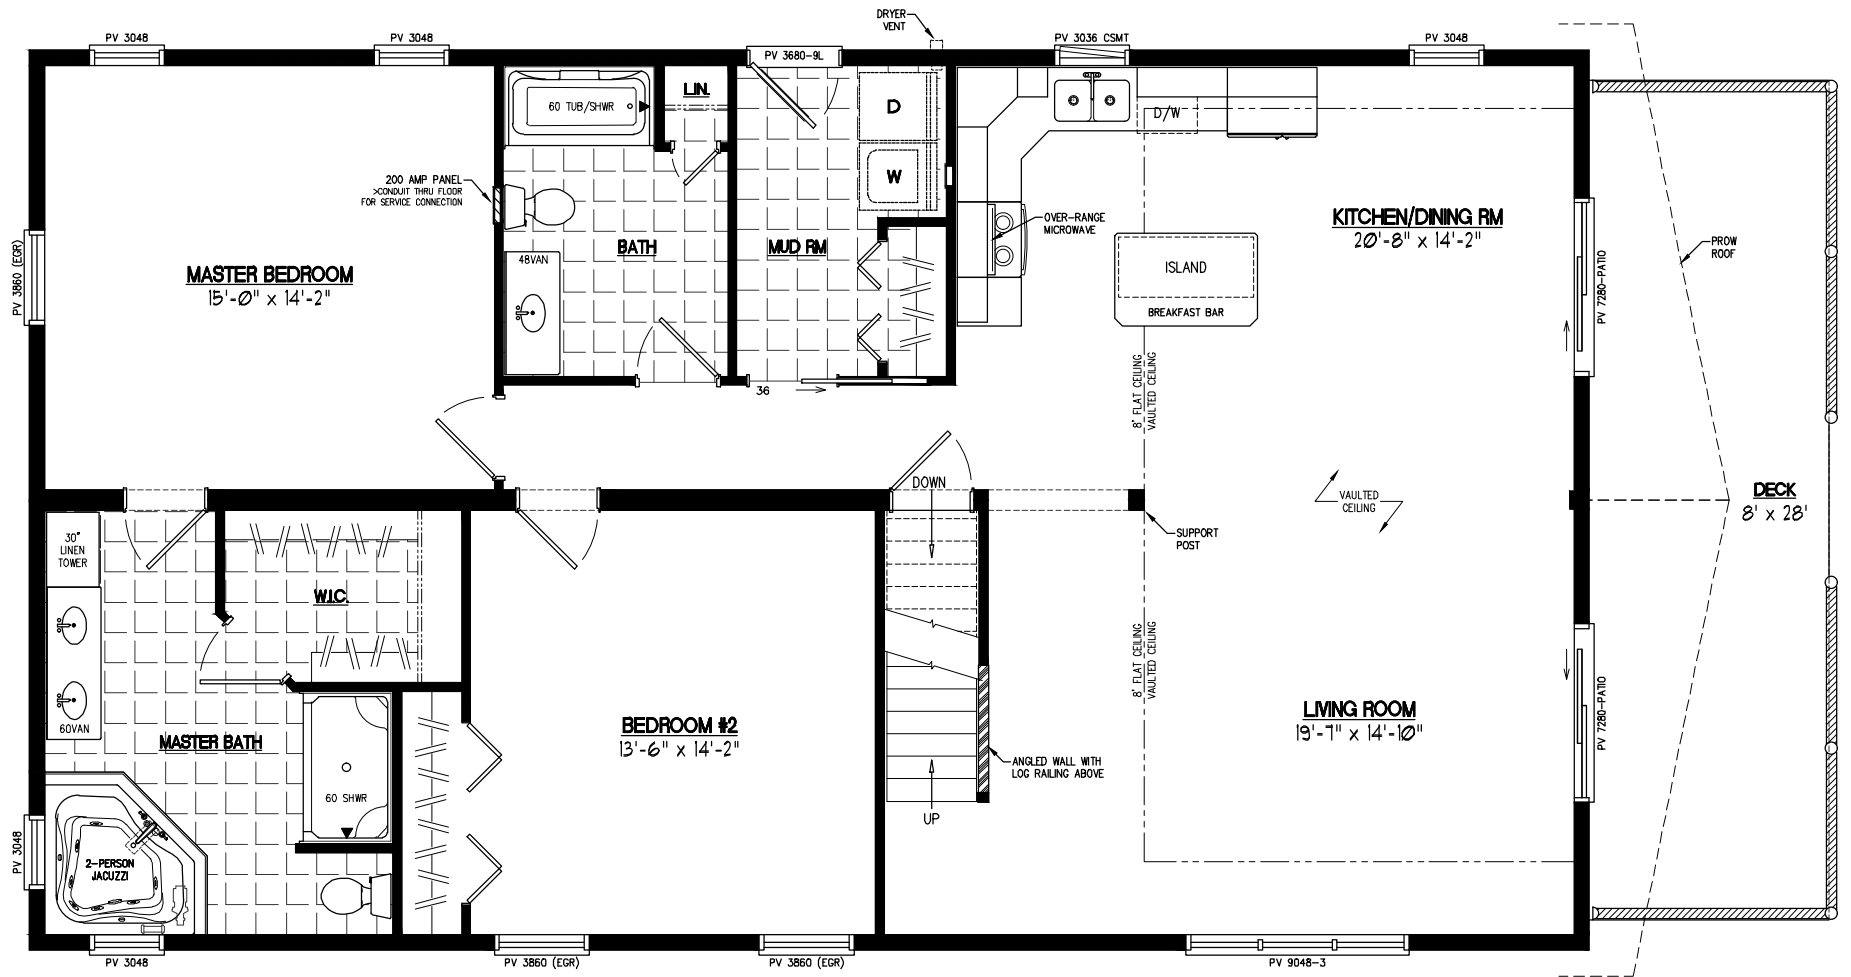 DRYER
VENT
PV 3048
PV 3048
PV 3680-9L
PV 3036 CSMT
PV 3048
60 TUB/SHWR
LIN.
D
D/W
W
200 AMP PANEL
>CONDUIT THRU FLOOR
FOR SERVICE CONNECTION
OVER-RANGE
MICROWAVE
KITCHEN/DINING RM
20'-8" x 14'-2"
PROW
ROOF
PV 3860 (EGR)
MASTER BEDROOM
15'-0" x 14'-2"
48VAN
BATH
MUD RM
ISLAND
BREAKFAST BAR
PV 7280-PATIO
36
8' FLAT CEILING
VAULTED CEILING
DOWN
VAULTED
CEILING
DECK
8' x 28'
SUPPORT
POST
30"
LINEN
TOWER
W.I.C.
8' FLAT CEILING
VAULTED CEILING
60VAN
MASTER BATH
BEDROOM #2
13'-6" x 14'-2"
LIVING ROOM
19'-7" x 14'-10"
PV 7280-PATIO
ANGLED WALL WITH
LOG RAILING ABOVE
60 SHWR
UP
PV 3048
2-PERSON
JACUZZI
PV 3048
PV 3860 (EGR)
PV 3860 (EGR)
PV 9048-3